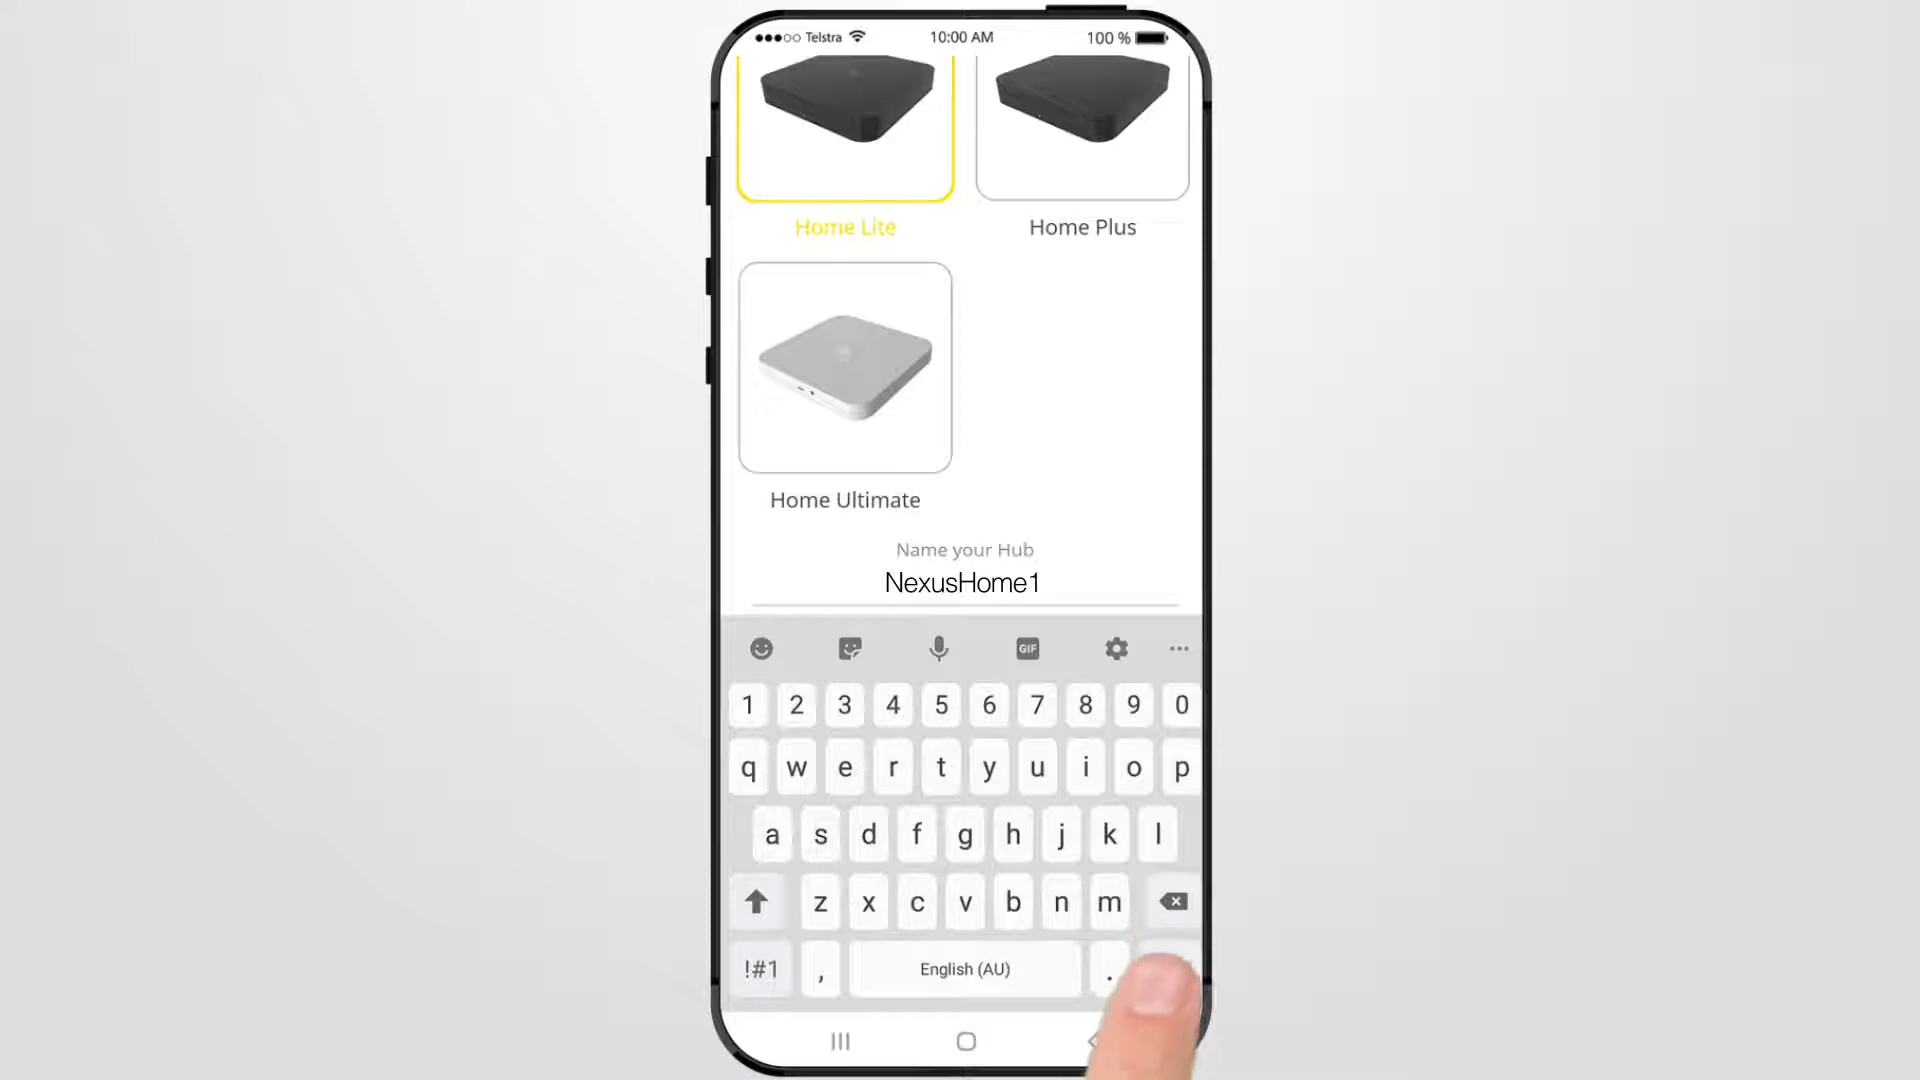 Telstra 10:00 AM 100 %
Home Lite Home Plus
Home Ultimate
Name your Hub
NexusHome1
GIF
1 2 3 4 5 6 7 8 9 0
q w e r t y u i o p
a s d f g h j k l
z x c v b n m
!#1 , English (AU) .